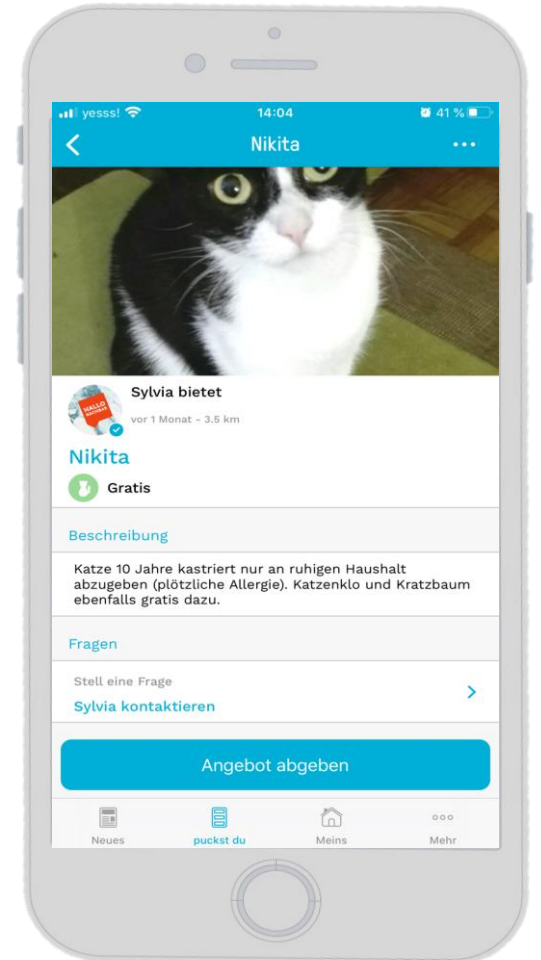 yesss! 14:04 41 %
Nikita
HALLO
NACHBAR
Sylvia bietet
vor 1 Monat – 3.5 km
Nikita
Gratis
Beschreibung
Katze 10 Jahre kastriert nur an ruhigen Haushalt
abzugeben (plötzliche Allergie). Katzenklo und Kratzbaum
ebenfalls gratis dazu.
Fragen
Stell eine Frage
Sylvia kontaktieren
Angebot abgeben
Neues puckst du Meins Mehr